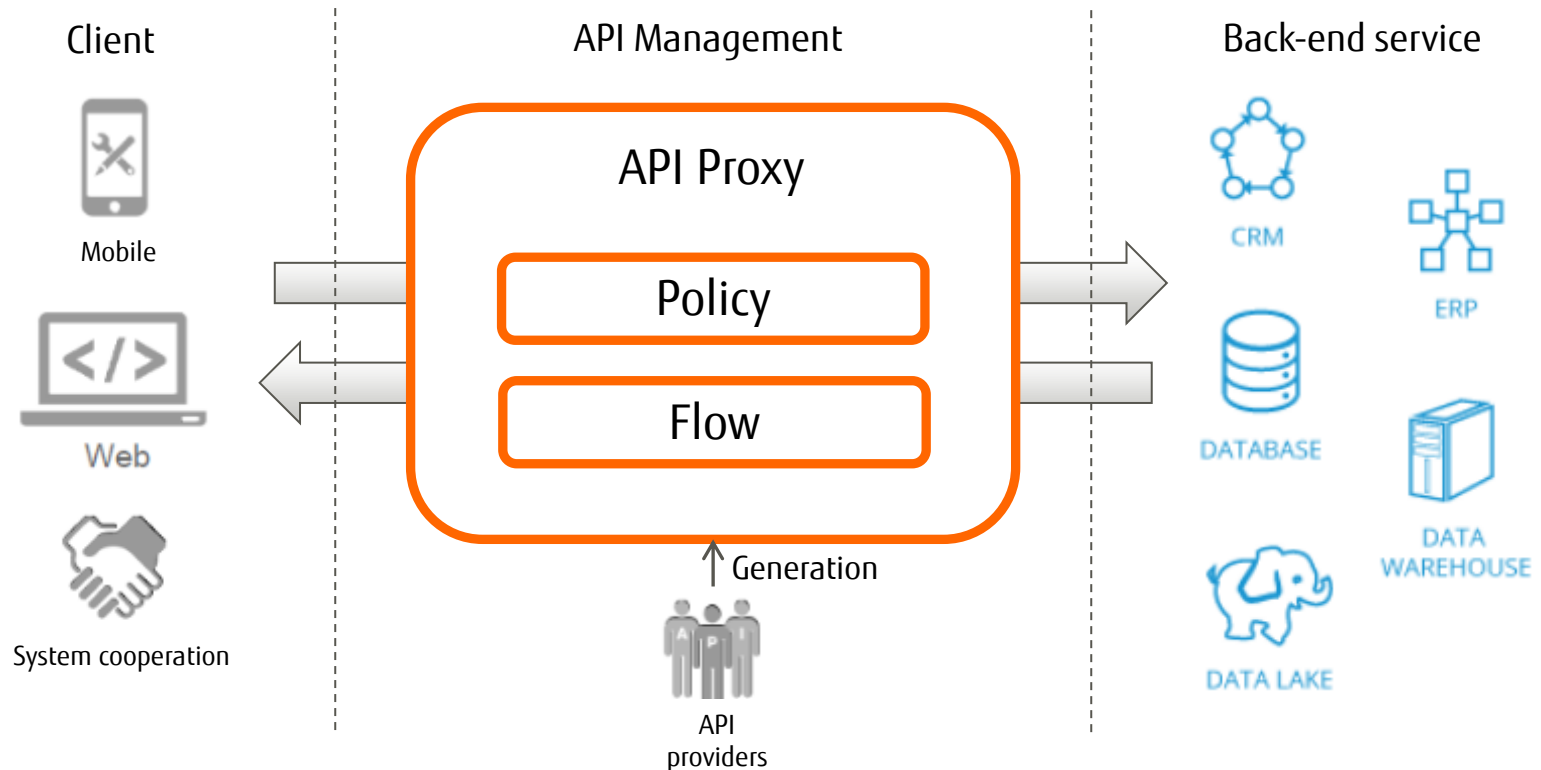 Client
API Management
Back-end service
Mobile
</>
Web
System cooperation
API Proxy
Policy
Flow
Generation
A P I
API
providers
CRM
ERP
DATABASE
DATA
WAREHOUSE
DATA LAKE